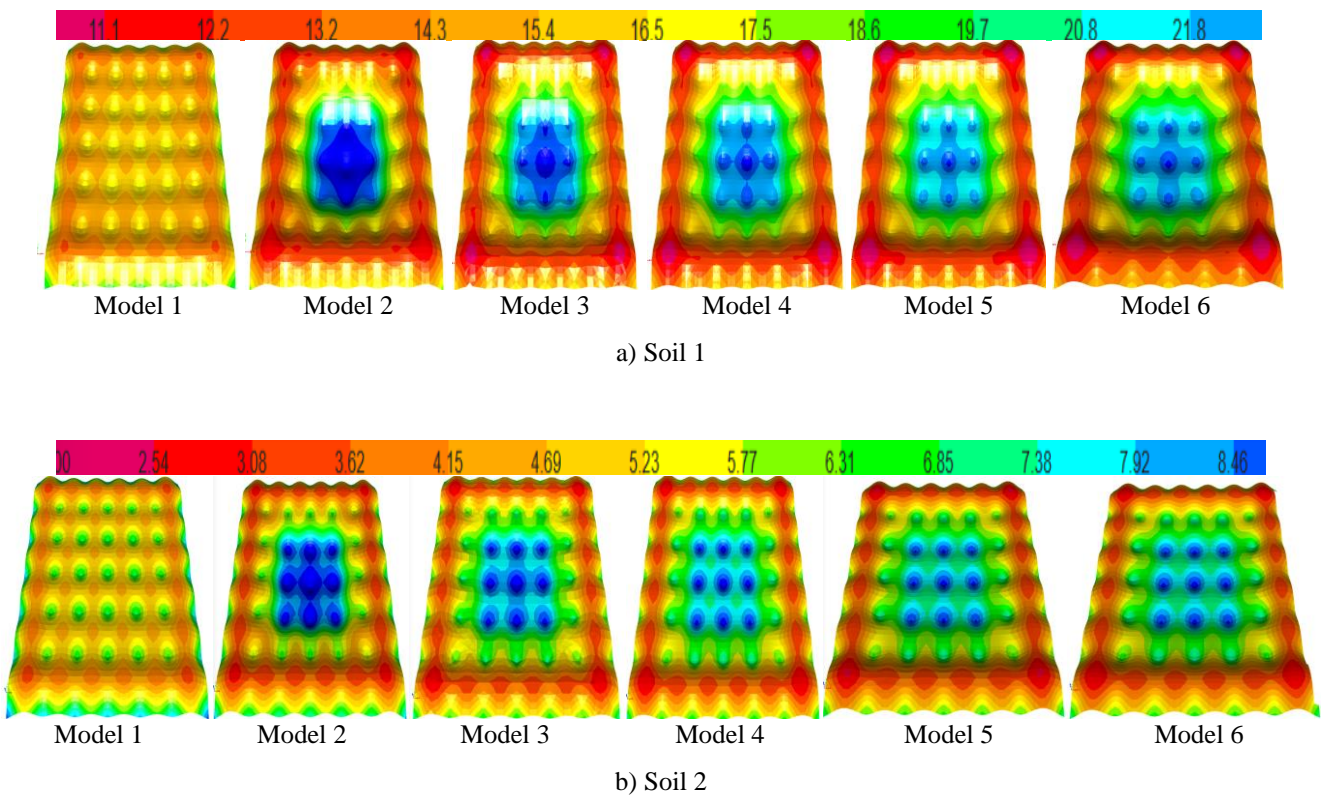 11.1 12.2 13.2 14.3 15.4 16.5 17.5 18.6 19.7 20.8 21.8
Model 1 Model 2 Model 3 Model 4 Model 5 Model 6
a) Soil 1
00 2.54 3.08 3.62 4.15 4.69 5.23 5.77 6.31 6.85 7.38 7.92 8.46
Model 1 Model 2 Model 3 Model 4 Model 5 Model 6
b) Soil 2